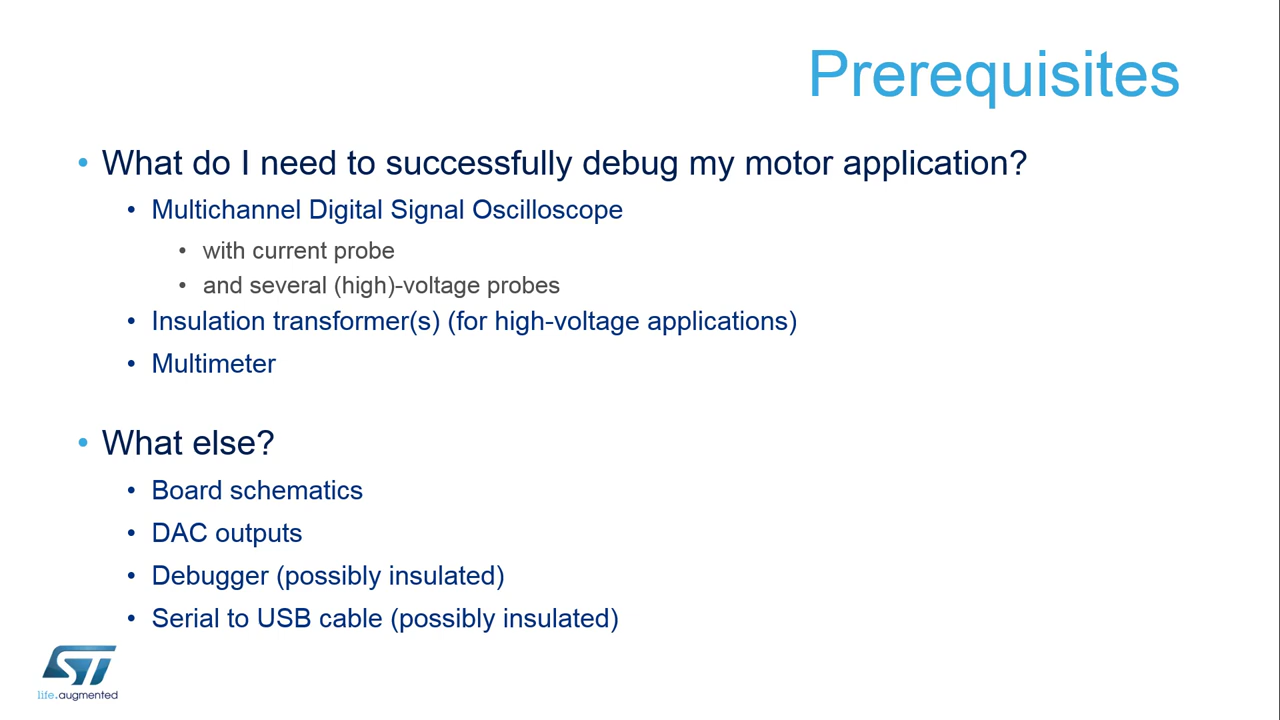 Prerequisites
• What do I need to successfully debug my motor application?
• Multichannel Digital Signal Oscilloscope
• with current probe
• and several (high)-voltage probes
• Insulation transformer(s) (for high-voltage applications)
• Multimeter
• What else?
• Board schematics
• DAC outputs
• Debugger (possibly insulated)
• Serial to USB cable (possibly insulated)
ST
life.augmented